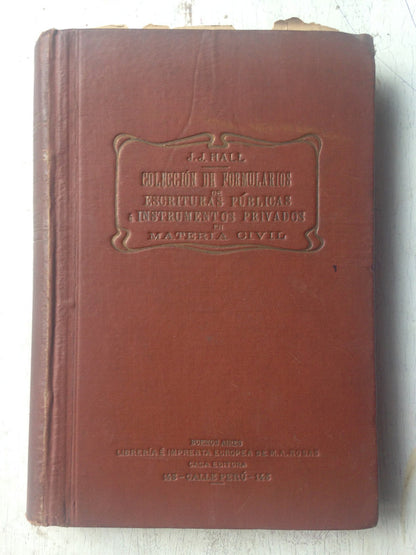 J.J. HALL
COLECCIÓN DE FORMULARIOS
DE
ESCRITURAS PÚBLICAS
É INSTRUMENTOS PRIVADOS
EN
MATERIA CIVIL
BUENOS AIRES
LIBRERÍA É IMPRENTA EUROPEA DE M.A. ROSAS
CASA EDITORA
CALLE PERÚ